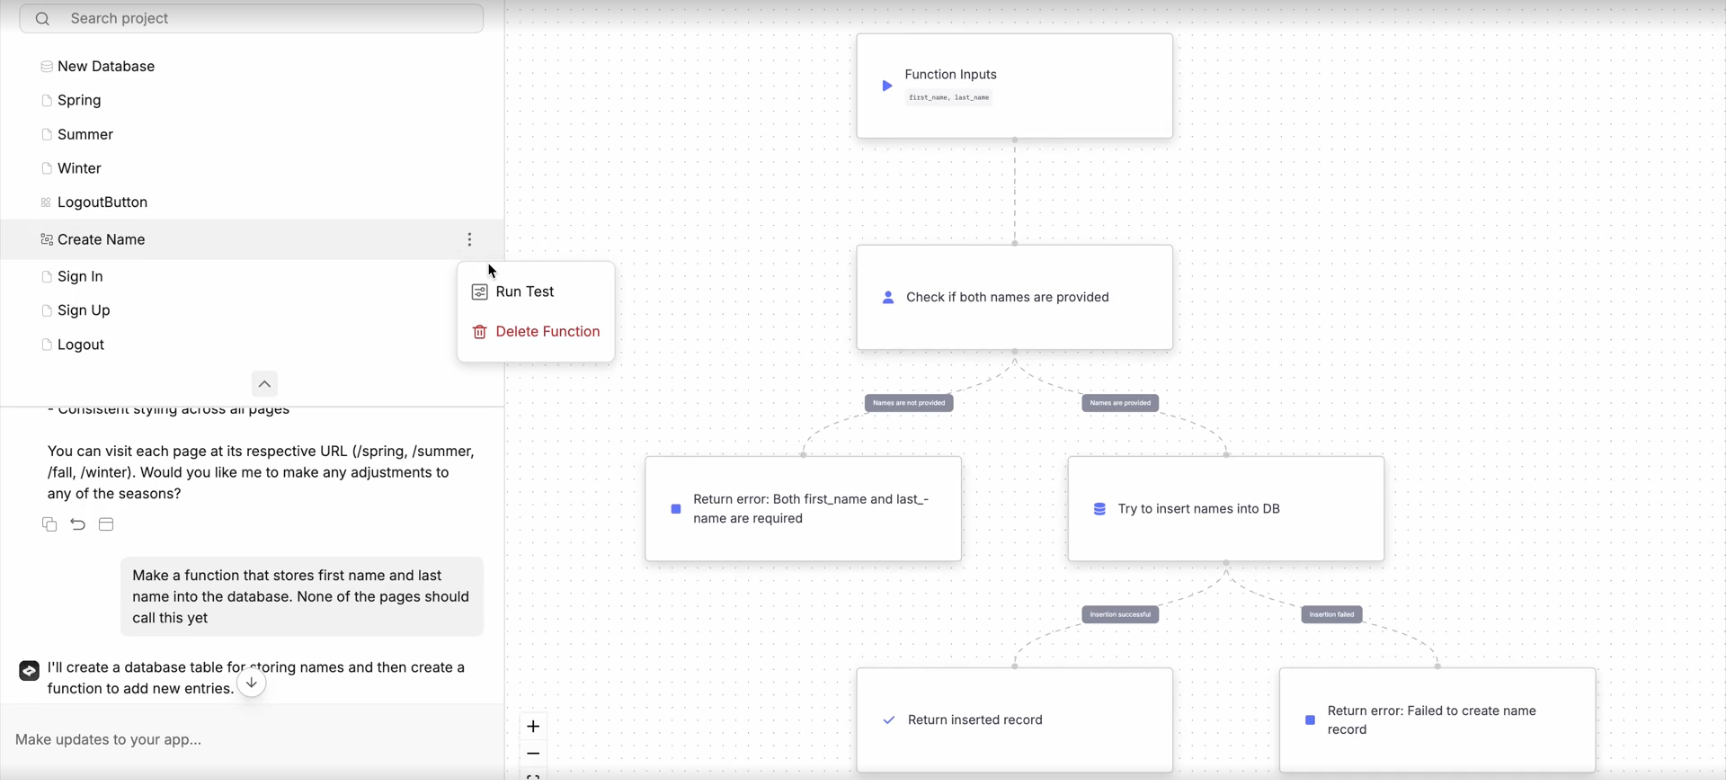 Search project
New Database
Spring
Summer
Winter
LogoutButton
Create Name
Sign In
Sign Up
Logout
Run Test
Delete Function
- Consistent styling across all pages
You can visit each page at its respective URL (/spring, /summer,
/fall, /winter). Would you like me to make any adjustments to
any of the seasons?
Make a function that stores first name and last
name into the database. None of the pages should
call this yet
I'll create a database table for storing names and then create a
function to add new entries.
Make updates to your app...
Function Inputs
first_name, last_name
Check if both names are provided
Names are not provided
Names are provided
Return error: Both first_name and last_-
name are required
Try to insert names into DB
Insertion successful
Insertion failed
Return inserted record
Return error: Failed to create name
record